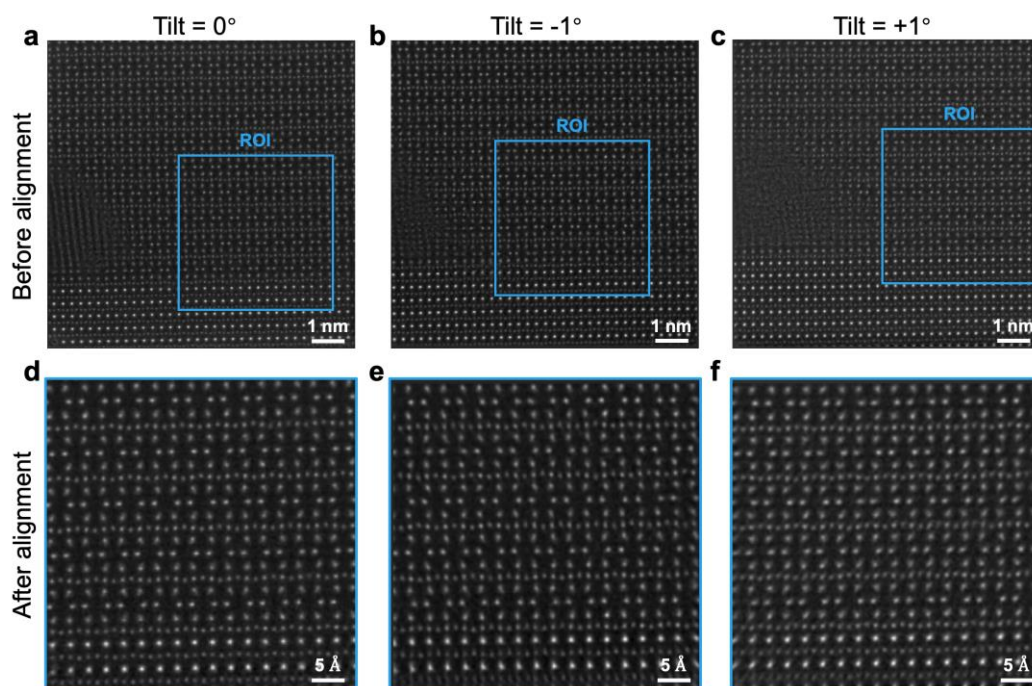 Tilt = 0°
Tilt = -1°
Tilt = +1°
a
b
c
Before alignment
ROI
ROI
ROI
1 nm
1 nm
1 nm
d
e
f
After alignment
5 Å
5 Å
5 Å